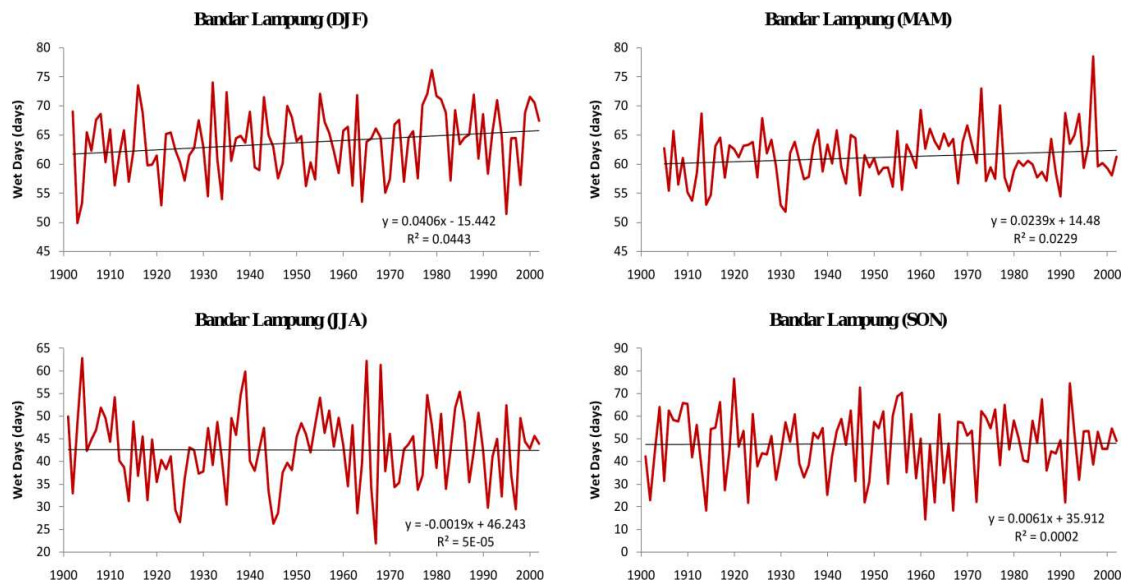 Bandar Lampung (DJF)
Wet Days (days)
80
75
70
65
60
55
50
45
y = 0.0406x - 15.442
R² = 0.0443
1900 1910 1920 1930 1940 1950 1960 1970 1980 1990 2000
Bandar Lampung (MAM)
Wet Days (days)
80
75
70
65
60
55
50
45
y = 0.0239x + 14.48
R² = 0.0229
1900 1910 1920 1930 1940 1950 1960 1970 1980 1990 2000
Bandar Lampung (JJA)
Wet Days (days)
65
60
55
50
45
40
35
30
25
20
y = -0.0019x + 46.243
R² = 5E-05
1900 1910 1920 1930 1940 1950 1960 1970 1980 1990 2000
Bandar Lampung (SON)
Wet Days (days)
90
80
70
60
50
40
30
20
10
0
y = 0.0061x + 35.912
R² = 0.0002
1900 1910 1920 1930 1940 1950 1960 1970 1980 1990 2000